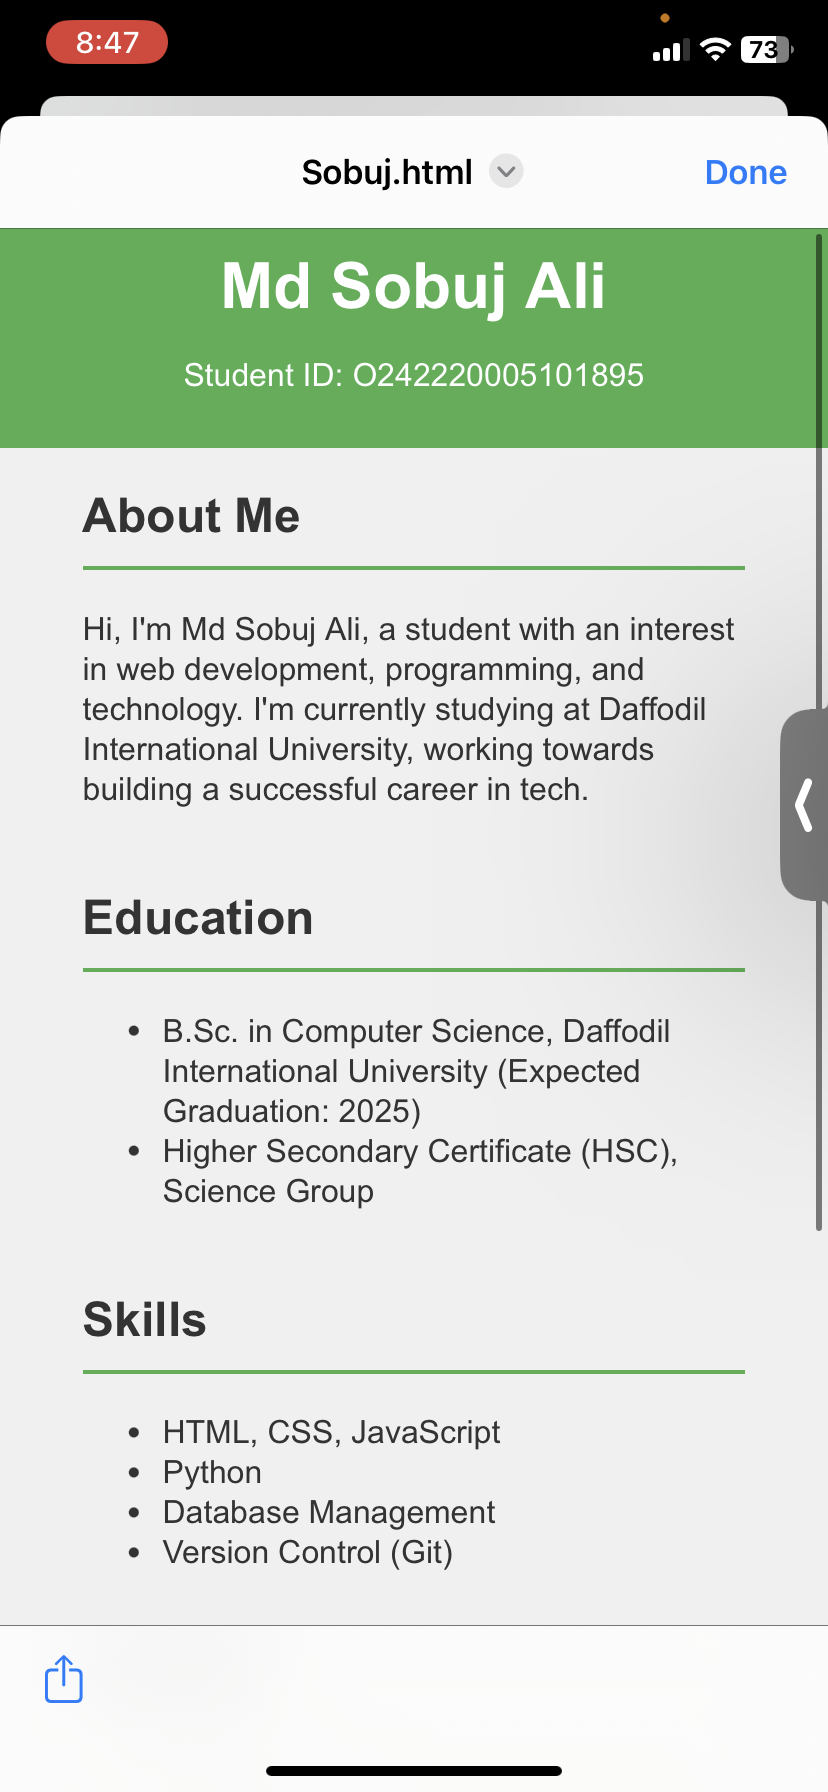 8:47
73
Sobuj.html
Done
Md Sobuj Ali
Student ID: O242220005101895
About Me
Hi, I'm Md Sobuj Ali, a student with an interest
in web development, programming, and
technology. I'm currently studying at Daffodil
International University, working towards
building a successful career in tech.
Education
• B.Sc. in Computer Science, Daffodil
International University (Expected
Graduation: 2025)
• Higher Secondary Certificate (HSC),
Science Group
Skills
• HTML, CSS, JavaScript
• Python
• Database Management
• Version Control (Git)